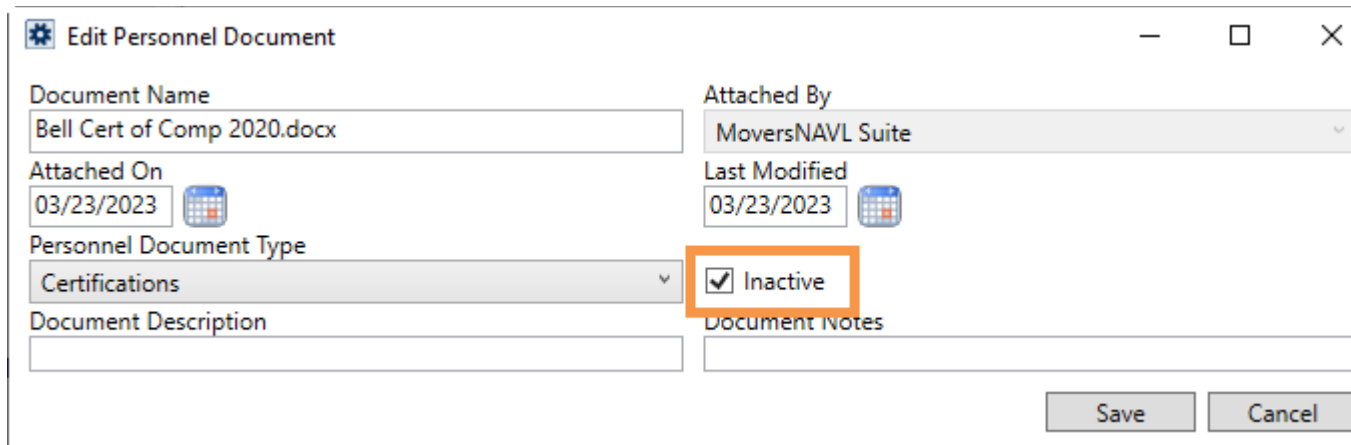 Edit Personnel Document
Document Name
Attached By
Bell Cert of Comp 2020.docx
MoversNAVL Suite
Attached On
Last Modified
03/23/2023
03/23/2023
Personnel Document Type
Certifications
Inactive
Document Description
Document Notes
Save
Cancel